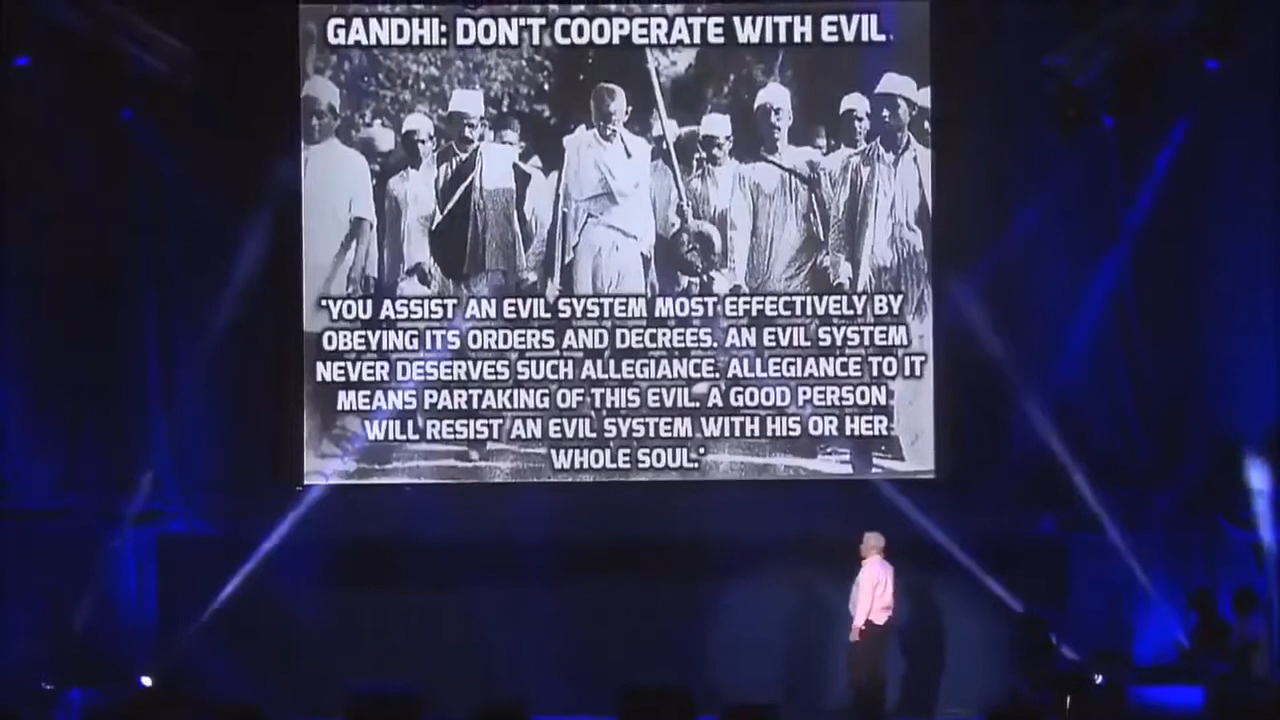 GANDHI: DON'T COOPERATE WITH EVIL.
"YOU ASSIST AN EVIL SYSTEM MOST EFFECTIVELY BY
OBEYING ITS ORDERS AND DECREES. AN EVIL SYSTEM
NEVER DESERVES SUCH ALLEGIANCE. ALLEGIANCE TO IT
MEANS PARTAKING OF THIS EVIL. A GOOD PERSON
WILL RESIST AN EVIL SYSTEM WITH HIS OR HER
WHOLE SOUL."